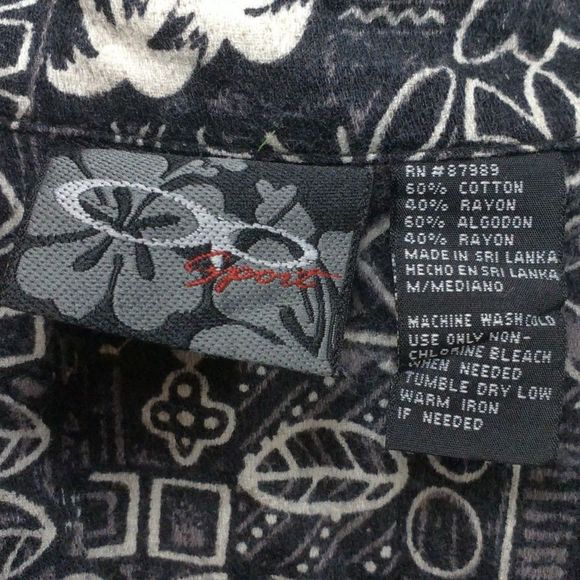 Sport
RN #87989
60% COTTON
40% RAYON
60% ALGODON
40% RAYON
MADE IN SRI LANKA
HECHO EN SRI LANKA
M/MEDIANO
MACHINE WASH COLD
USE ONLY NON-
CHLORINE BLEACH
WHEN NEEDED
TUMBLE DRY LOW
WARM IRON
IF NEEDED